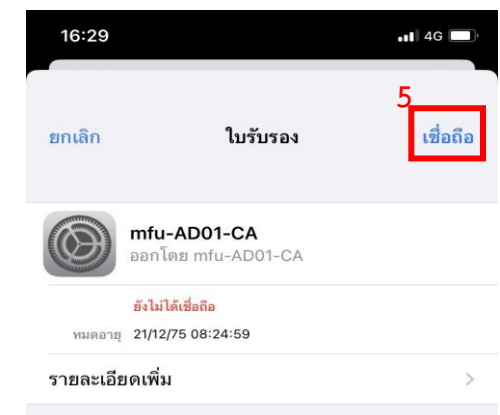 16:29 4G
5
ยกเลิก ใบรับรอง เชื่อถือ
mfu-AD01-CA
ออกโดย mfu-AD01-CA
ยังไม่ได้เชื่อถือ
หมดอายุ 21/12/75 08:24:59
รายละเอียดเพิ่ม